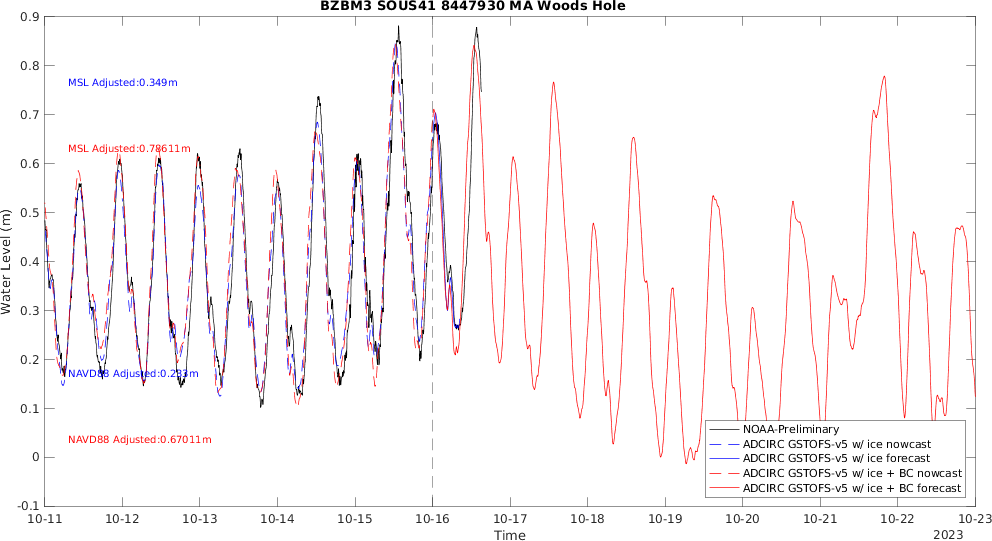 BZBM3 SOUS41 8447930 MA Woods Hole
0.9
0.8
0.7
0.6
0.5
0.4
0.3
0.2
0.1
0
-0.1
Water Level (m)
MSL Adjusted:0.349m
MSL Adjusted:0.78611m
NAVD88 Adjusted:0.233m
NAVD88 Adjusted:0.67011m
NOAA-Preliminary
ADCIRC GSTOFS-v5 w/ ice nowcast
ADCIRC GSTOFS-v5 w/ ice forecast
ADCIRC GSTOFS-v5 w/ ice + BC nowcast
ADCIRC GSTOFS-v5 w/ ice + BC forecast
10-11 10-12 10-13 10-14 10-15 10-16 10-17 10-18 10-19 10-20 10-21 10-22 10-23
Time
2023